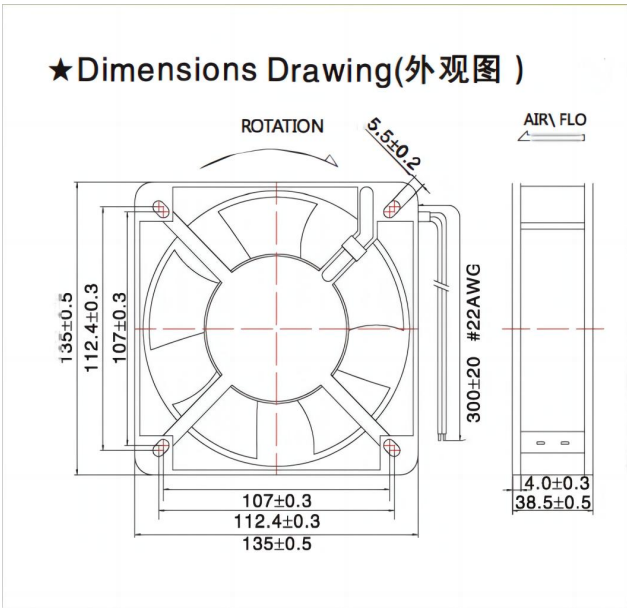 ★Dimensions Drawing(外观图 )
ROTATION
5.5±0.2
AIR\ FLO
135±0.5
112.4±0.3
107±0.3
300±20 #22AWG
107±0.3
112.4±0.3
135±0.5
4.0±0.3
38.5±0.5